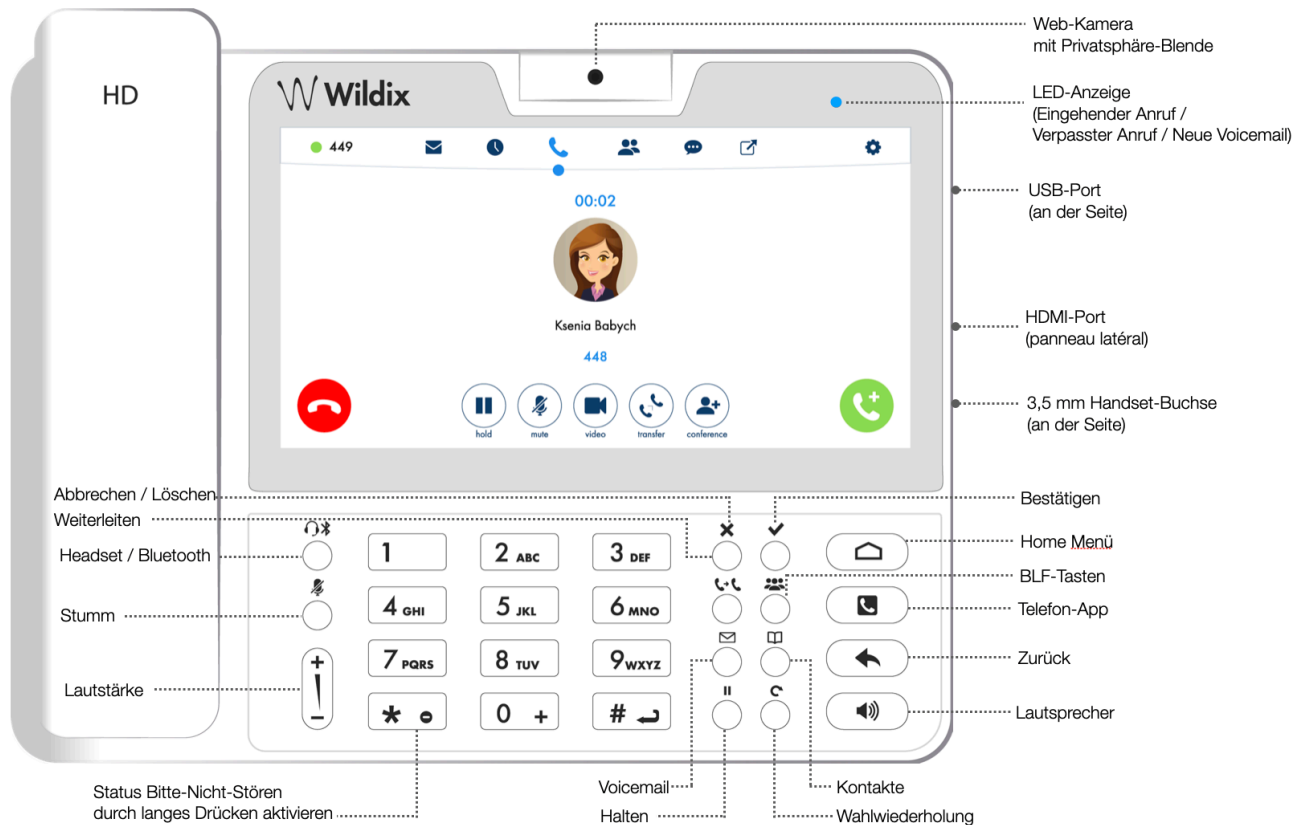 Web-Kamera
mit Privatsphäre-Blende
HD
Wildix
LED-Anzeige
(Eingehender Anruf /
Verpasster Anruf / Neue Voicemail)
449
USB-Port
(an der Seite)
00:02
Ksenia Babych
448
HDMI-Port
(panneau latéral)
3,5 mm Handset-Buchse
(an der Seite)
hold
mute
video
transfer
conference
Abbrechen / Löschen
Weiterleiten
Headset / Bluetooth
Stumm
Lautstärke
+
−
1
2 ABC
3 DEF
4 GHI
5 JKL
6 MNO
7 PQRS
8 TUV
9 WXYZ
*
0 +
#
Bestätigen
Home Menü
BLF-Tasten
Telefon-App
Zurück
Lautsprecher
Status Bitte-Nicht-Stören
durch langes Drücken aktivieren
Voicemail
Halten
Kontakte
Wahlwiederholung